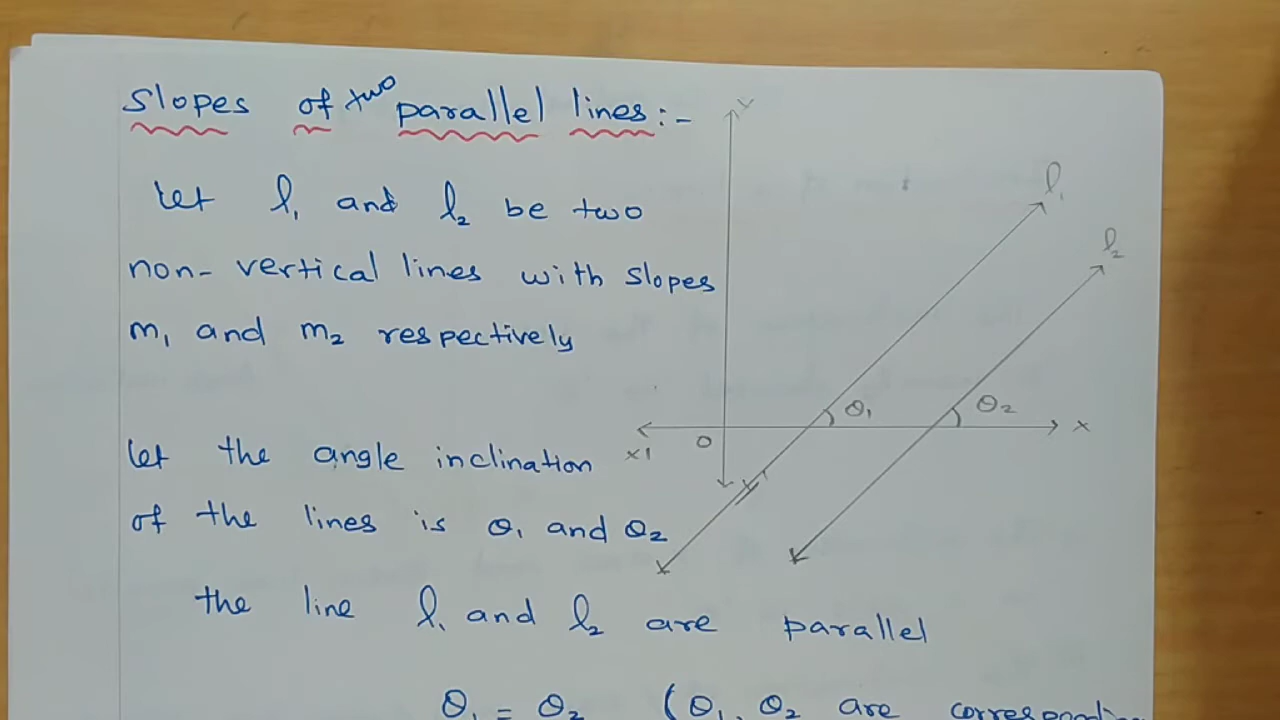 Slopes of two parallel lines:-
Let l₁ and l₂ be two
non-vertical lines with slopes
m₁ and m₂ respectively
Let the angle inclination
of the lines is θ₁ and θ₂
the line l₁ and l₂ are parallel
θ₁ = θ₂ (θ₁, θ₂ are
Y
l₁
l₂
θ₁
θ₂
X
O
X1